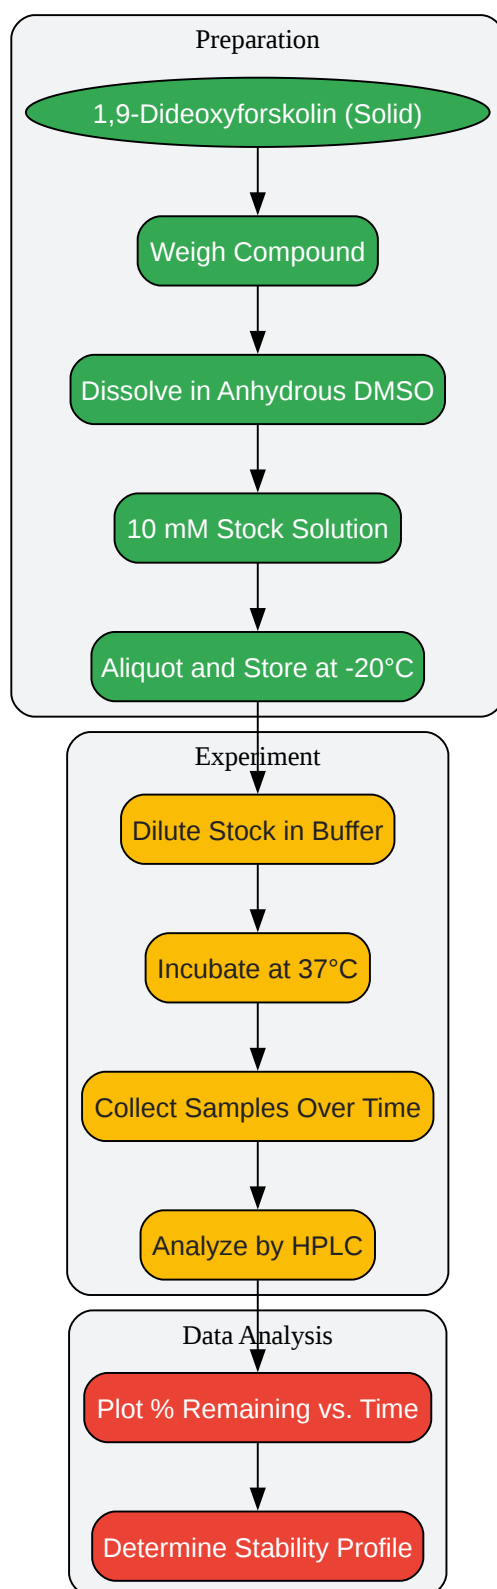 Preparation
1,9-Dideoxyforskolin (Solid)
Weigh Compound
Dissolve in Anhydrous DMSO
10 mM Stock Solution
Aliquot and Store at -20°C
Experiment
Dilute Stock in Buffer
Incubate at 37°C
Collect Samples Over Time
Analyze by HPLC
Data Analysis
Plot % Remaining vs. Time
Determine Stability Profile